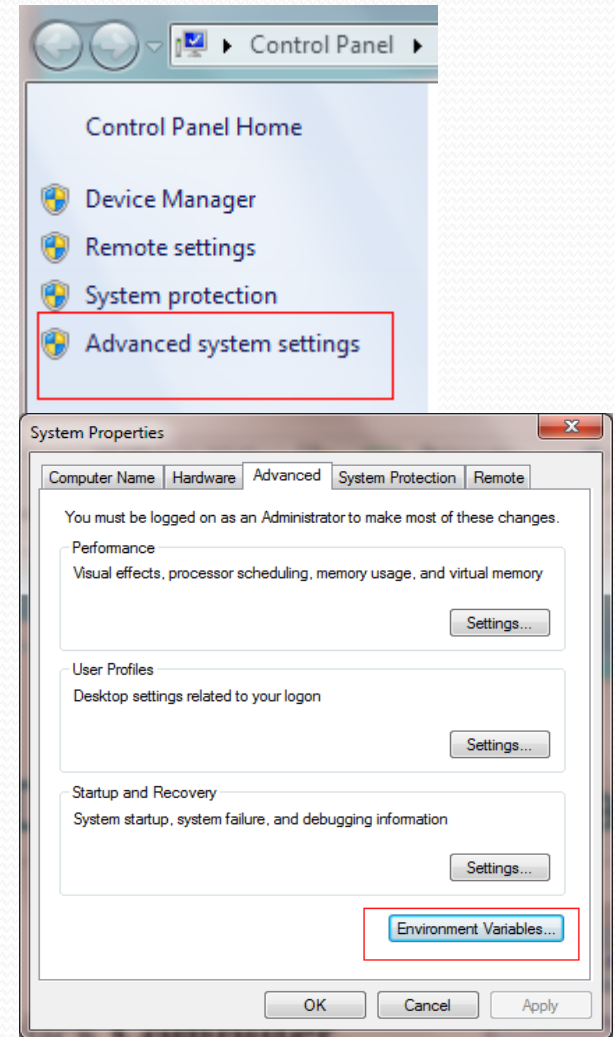 Control Panel
Control Panel Home
Device Manager
Remote settings
System protection
Advanced system settings
System Properties
Computer Name Hardware Advanced System Protection Remote
You must be logged on as an Administrator to make most of these changes.
Performance
Visual effects, processor scheduling, memory usage, and virtual memory
Settings...
User Profiles
Desktop settings related to your logon
Settings...
Startup and Recovery
System startup, system failure, and debugging information
Settings...
Environment Variables...
OK Cancel Apply